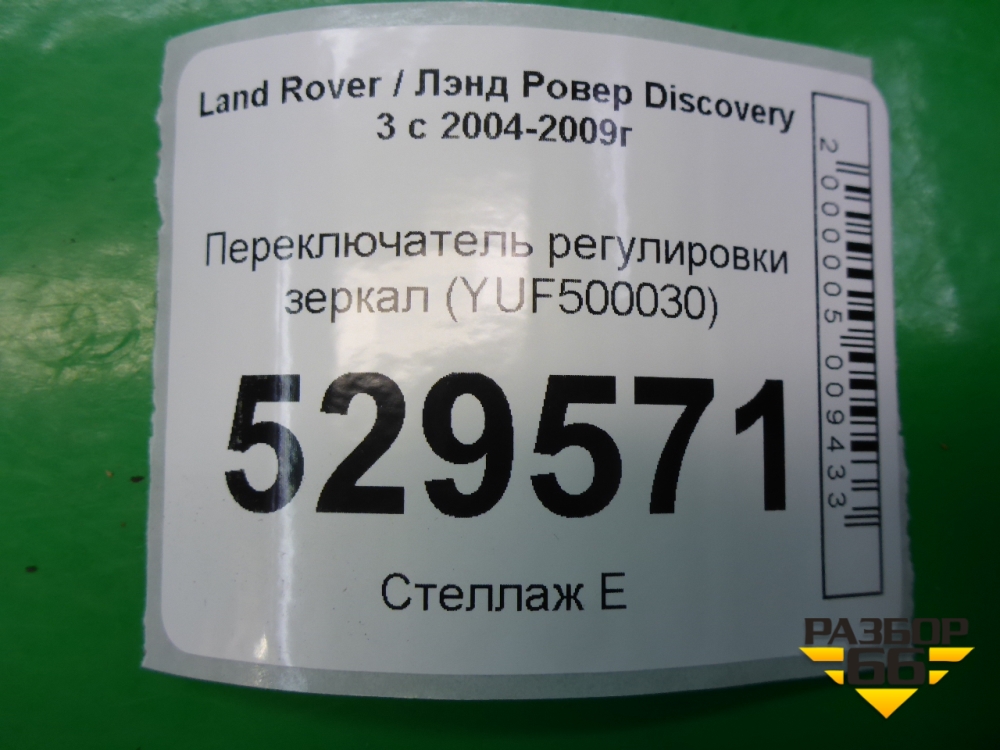 Land Rover / Лэнд Ровер Discovery
3 с 2004-2009г
Переключатель регулировки
зеркал (YUF500030)
529571
Стеллаж Е
2000005009433
РАЗБОР
66